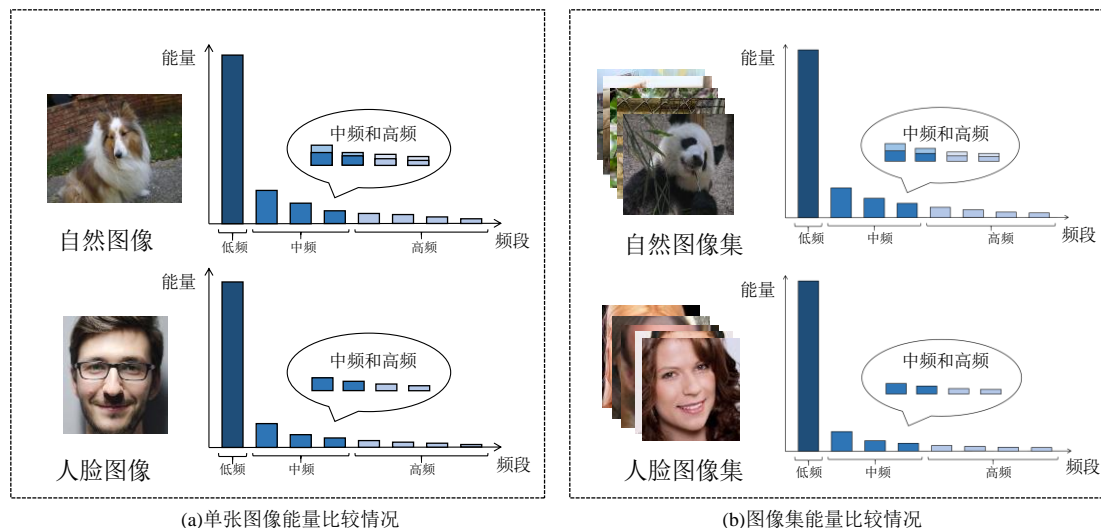 能量
中频和高频
低频
中频
高频
频段
自然图像
能量
中频和高频
低频
中频
高频
频段
人脸图像
(a)单张图像能量比较情况
能量
中频和高频
低频
中频
高频
频段
自然图像集
能量
中频和高频
低频
中频
高频
频段
人脸图像集
(b)图像集能量比较情况